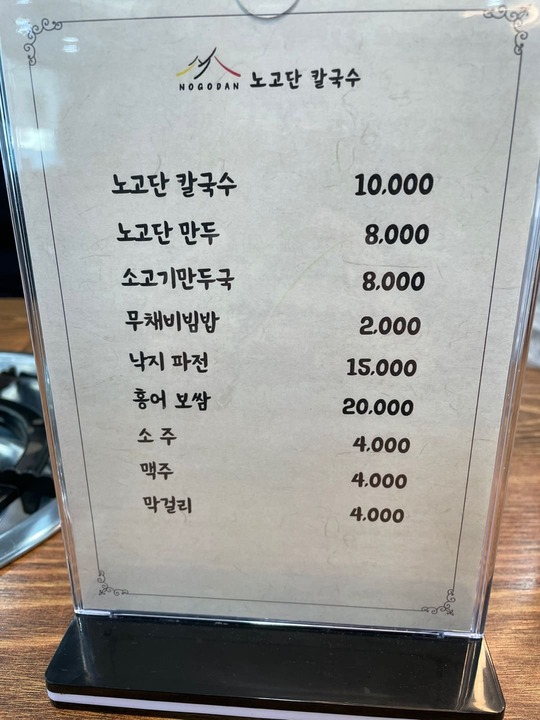 NOGODAN 노고단 칼국수
노고단 칼국수 10,000
노고단 만두 8,000
소고기만두국 8,000
무채비빔밥 2,000
낙지 파전 15,000
홍어 보쌈 20,000
소 주 4,000
맥주 4,000
막걸리 4,000